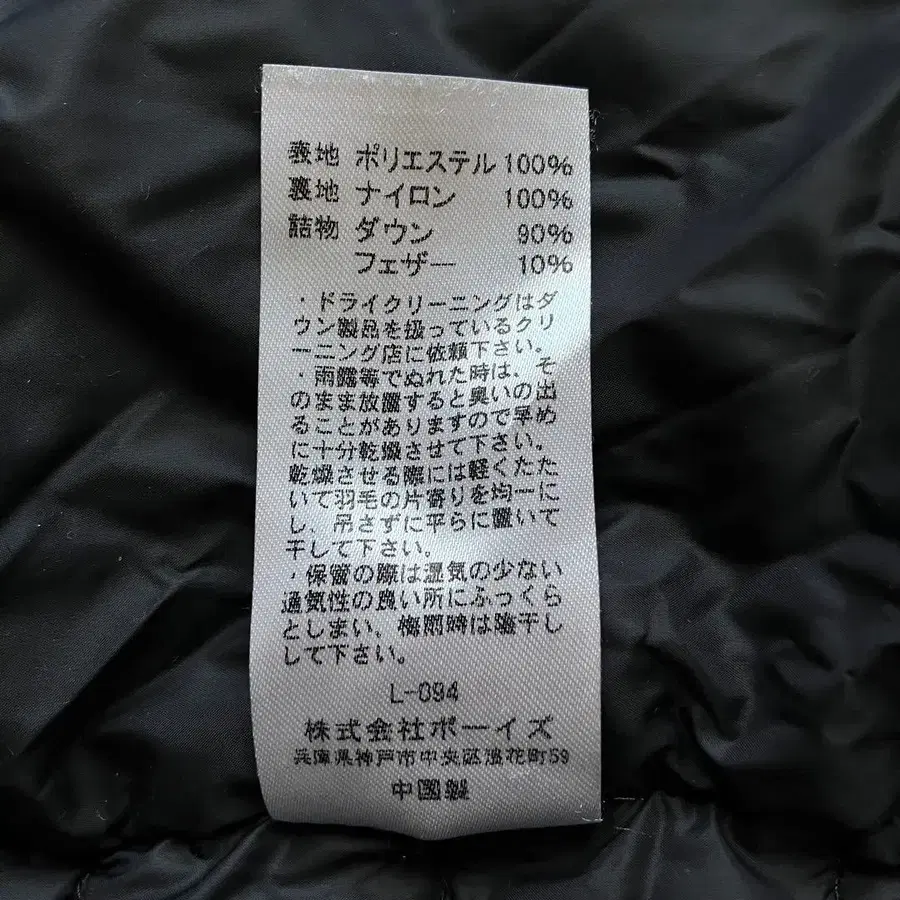 表地 ポリエステル 100%
裏地 ナイロン 100%
詰物 ダウン 90%
フェザー 10%
・ドライクリーニングはダ
ウン製品を扱っているクリ
ーニング店に依頼下さい。
・雨露等でぬれた時は、そ
のまま放置すると臭いの出
ることがありますので早め
に十分乾燥させて下さい。
乾燥させる際には軽くたた
いて羽毛の片寄りを均一に
し、吊さずに平らに置いて
干して下さい。
・保管の際は湿気の少ない
通気性の良い所にふっくら
としまい、梅雨時は陰干し
して下さい。
L-094
株式会社ボーイズ
兵庫県神戸市中央区浪花町59
中国製